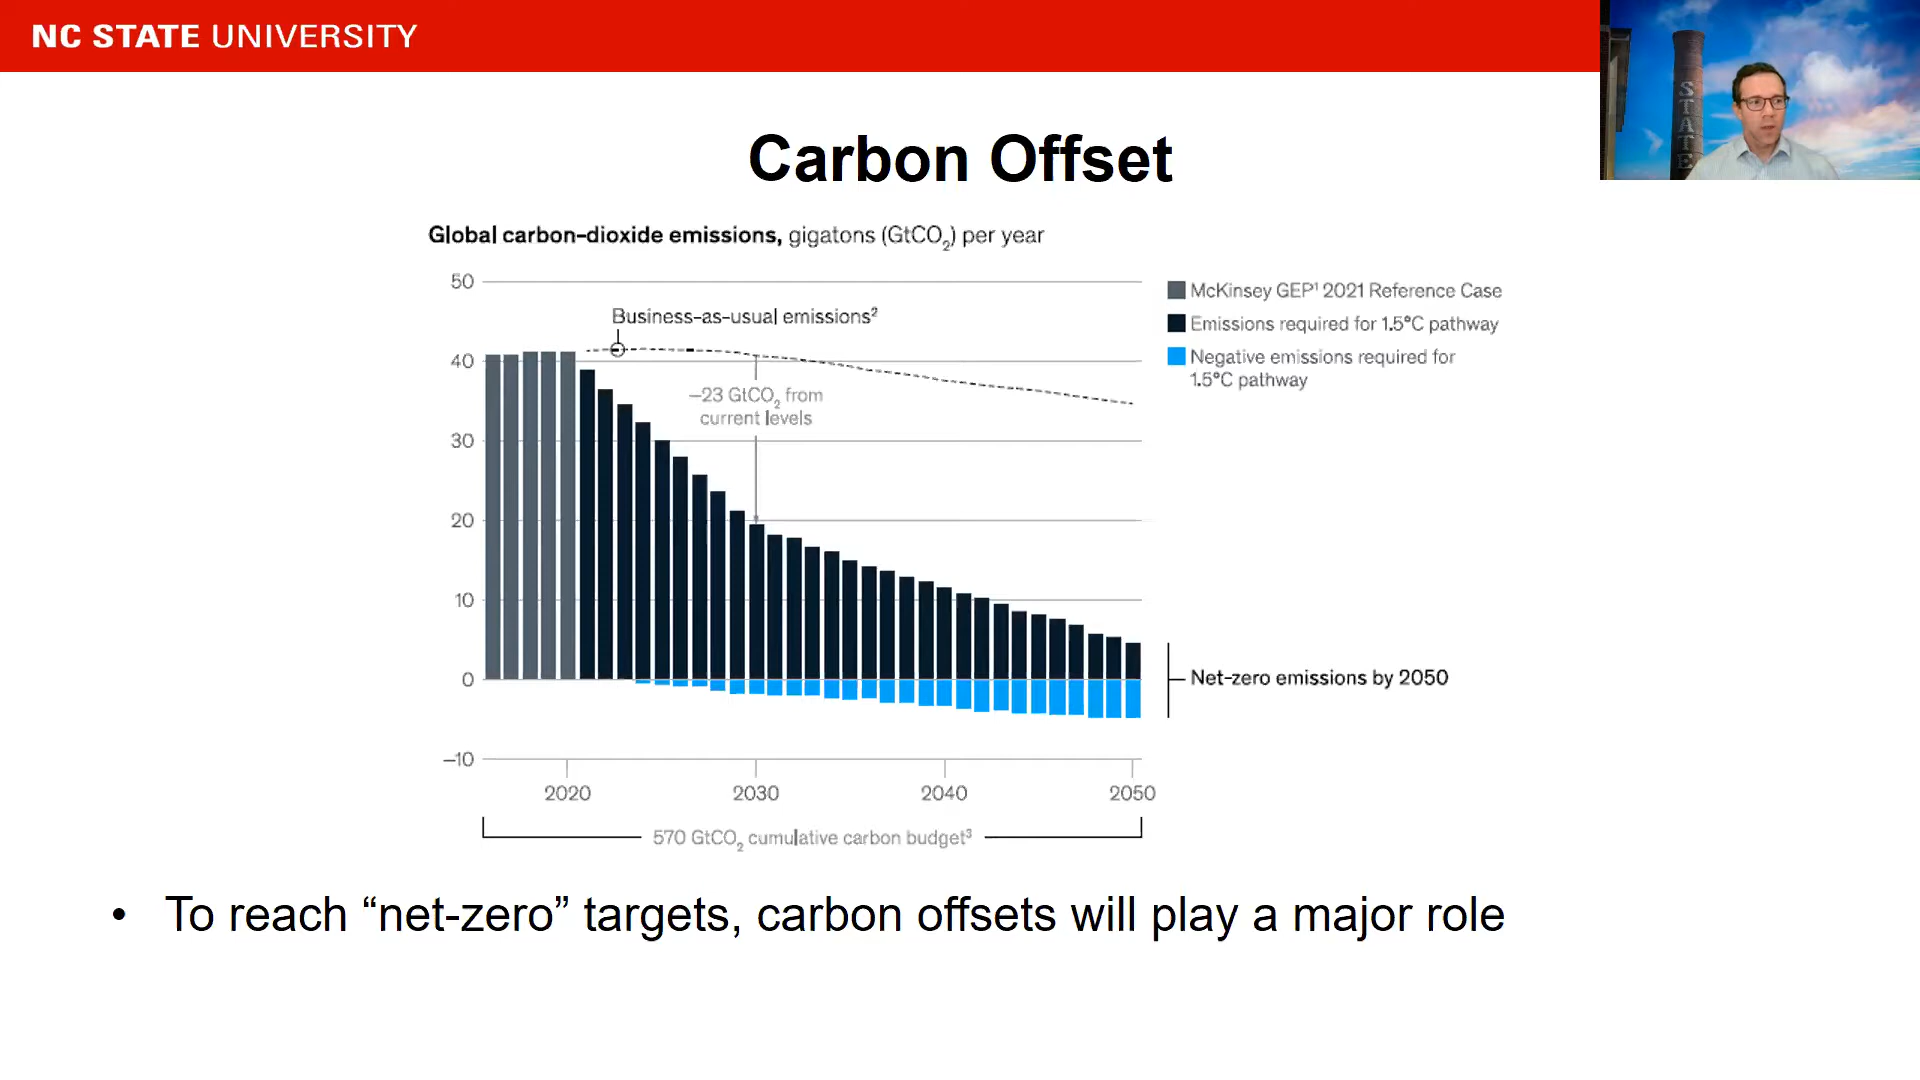 NC STATE UNIVERSITY
STATE
Carbon Offset
Global carbon-dioxide emissions, gigatons (GtCO₂) per year
50
40
30
20
10
0
–10
Business-as-usual emissions²
–23 GtCO₂ from
current levels
McKinsey GEP¹ 2021 Reference Case
Emissions required for 1.5°C pathway
Negative emissions required for
1.5°C pathway
Net-zero emissions by 2050
2020 2030 2040 2050
570 GtCO₂ cumulative carbon budget³
• To reach “net-zero” targets, carbon offsets will play a major role